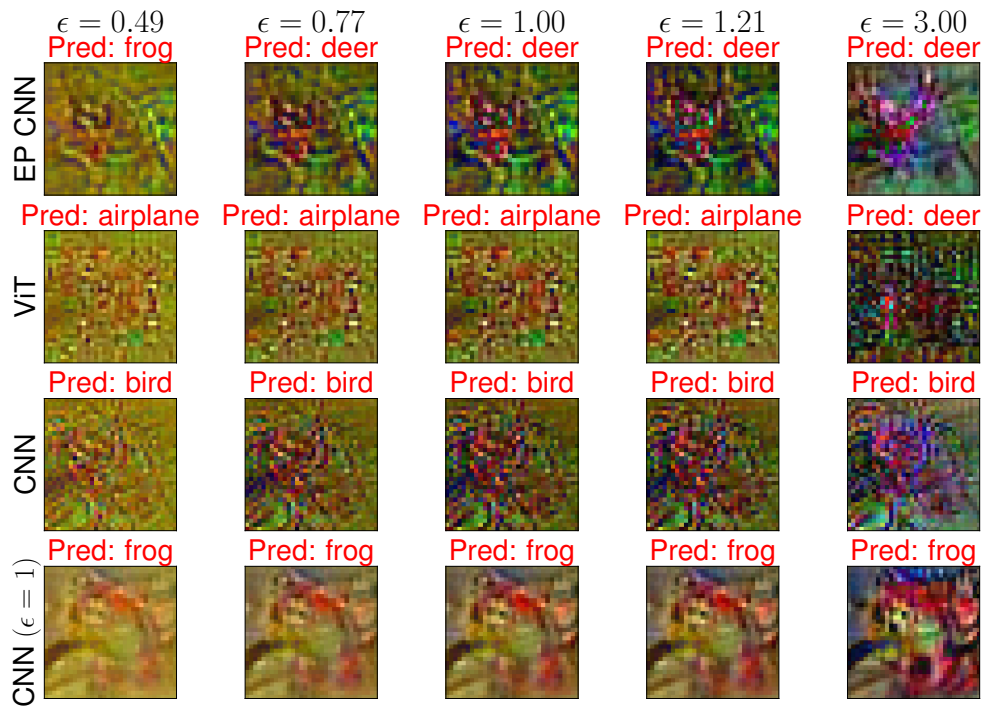 ϵ = 0.49 ϵ = 0.77 ϵ = 1.00 ϵ = 1.21 ϵ = 3.00
Pred: frog Pred: deer Pred: deer Pred: deer Pred: deer
EP CNN
Pred: airplane Pred: airplane Pred: airplane Pred: airplane Pred: deer
ViT
Pred: bird Pred: bird Pred: bird Pred: bird Pred: bird
CNN
Pred: frog Pred: frog Pred: frog Pred: frog Pred: frog
CNN (ϵ = 1)